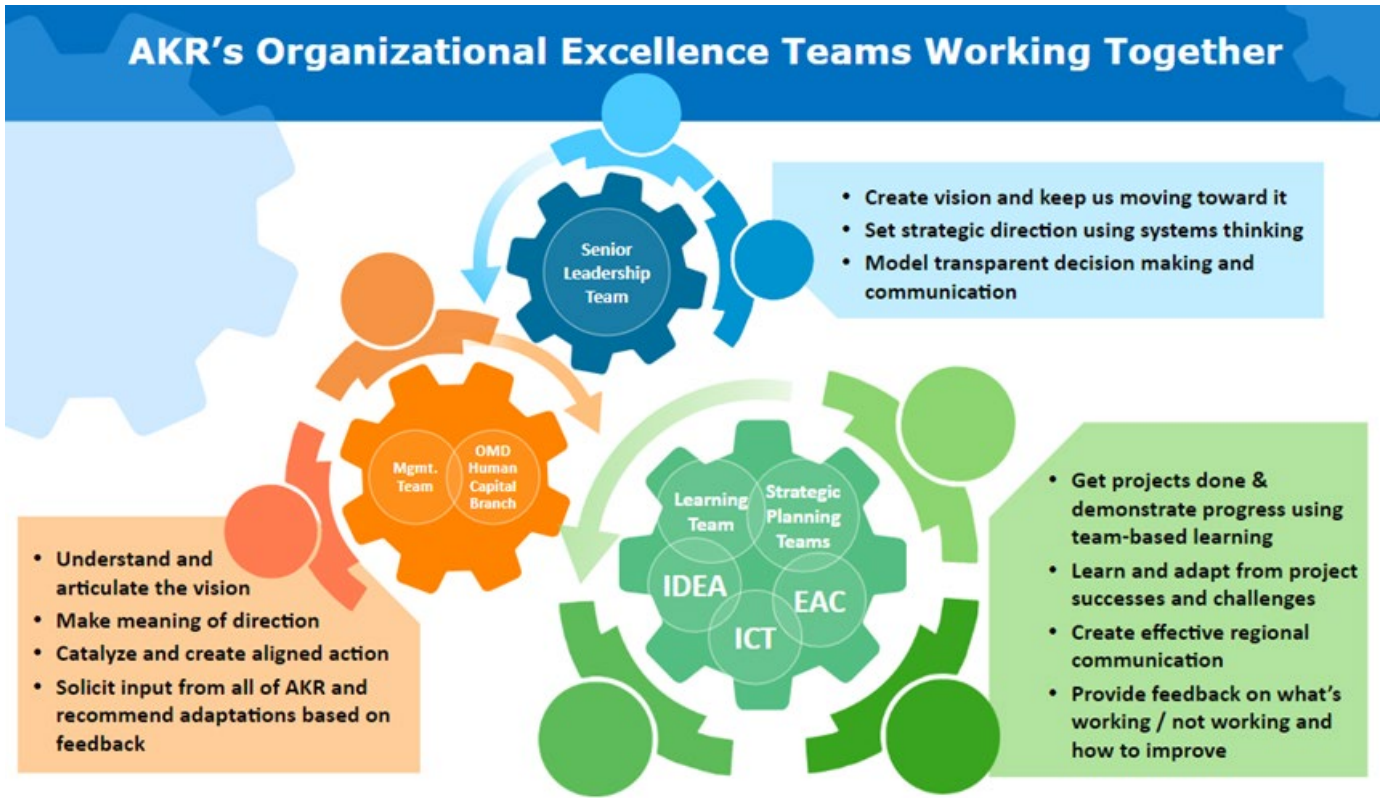 AKR's Organizational Excellence Teams Working Together
Senior
Leadership
Team
• Create vision and keep us moving toward it
• Set strategic direction using systems thinking
• Model transparent decision making and
communication
Mgmt.
Team
OMD
Human
Capital
Branch
• Understand and
articulate the vision
• Make meaning of direction
• Catalyze and create aligned action
• Solicit input from all of AKR and
recommend adaptations based on
feedback
Learning
Team
Strategic
Planning
Teams
IDEA
EAC
ICT
• Get projects done &
demonstrate progress using
team-based learning
• Learn and adapt from project
successes and challenges
• Create effective regional
communication
• Provide feedback on what's
working / not working and
how to improve